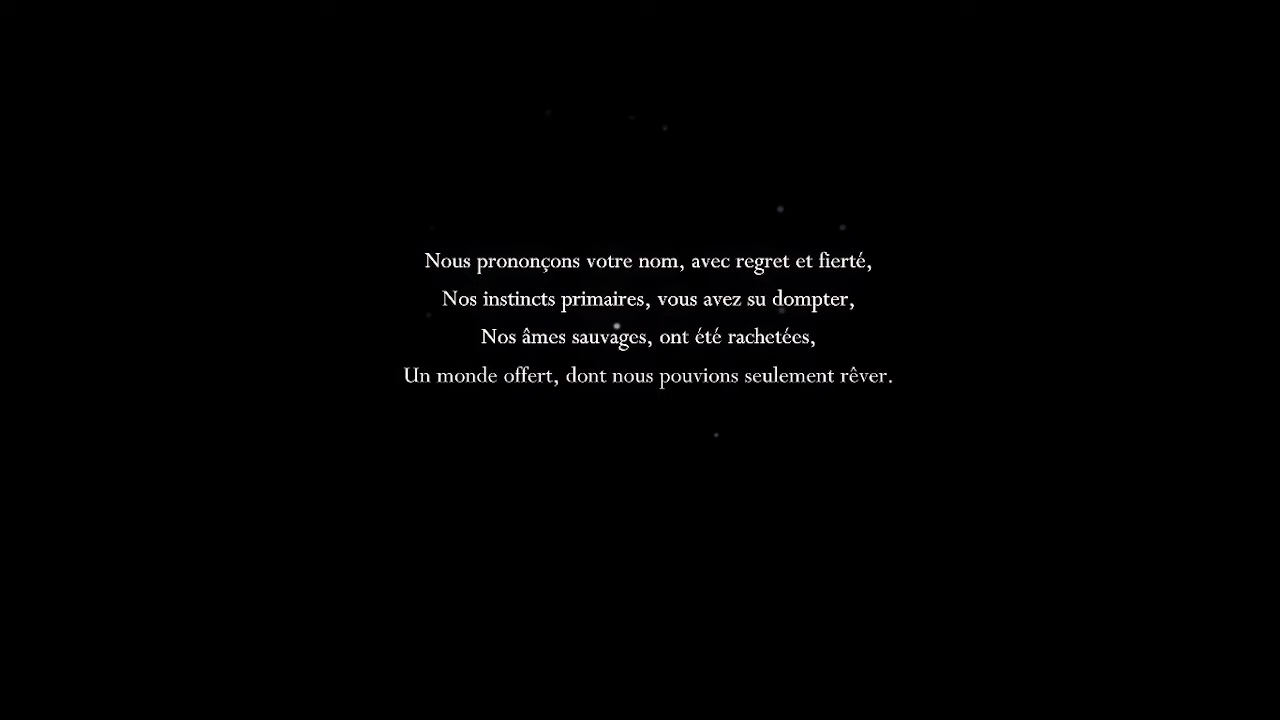 Nous prononçons votre nom, avec regret et fierté,
Nos instincts primaires, vous avez su dompter,
Nos âmes sauvages, ont été rachetées,
Un monde offert, dont nous pouvions seulement rêver.